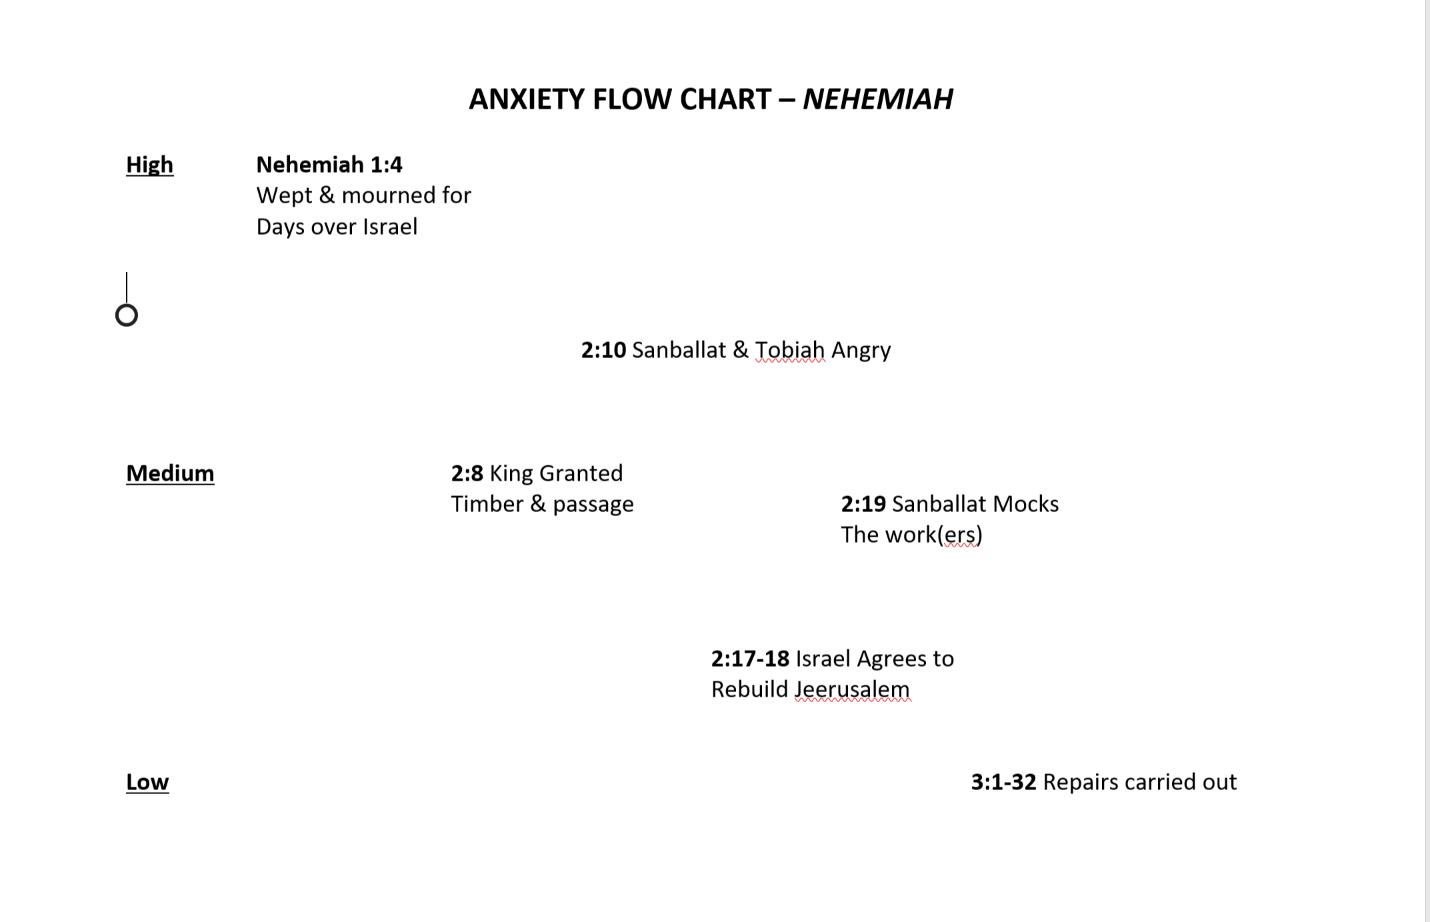 ANXIETY FLOW CHART – NEHEMIAH
High
Nehemiah 1:4
Wept & mourned for
Days over Israel
2:10 Sanballat & Tobiah Angry
Medium
2:8 King Granted
Timber & passage
2:19 Sanballat Mocks
The work(ers)
2:17-18 Israel Agrees to
Rebuild Jeerusalem
Low
3:1-32 Repairs carried out